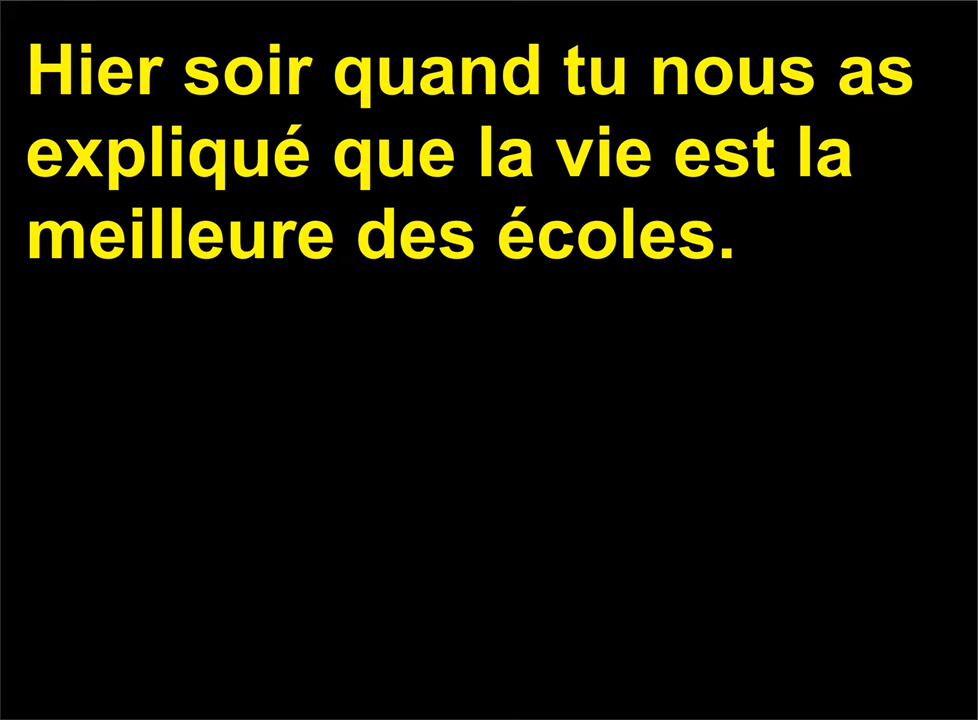 Hier soir quand tu nous as
expliqué que la vie est la
meilleure des écoles.